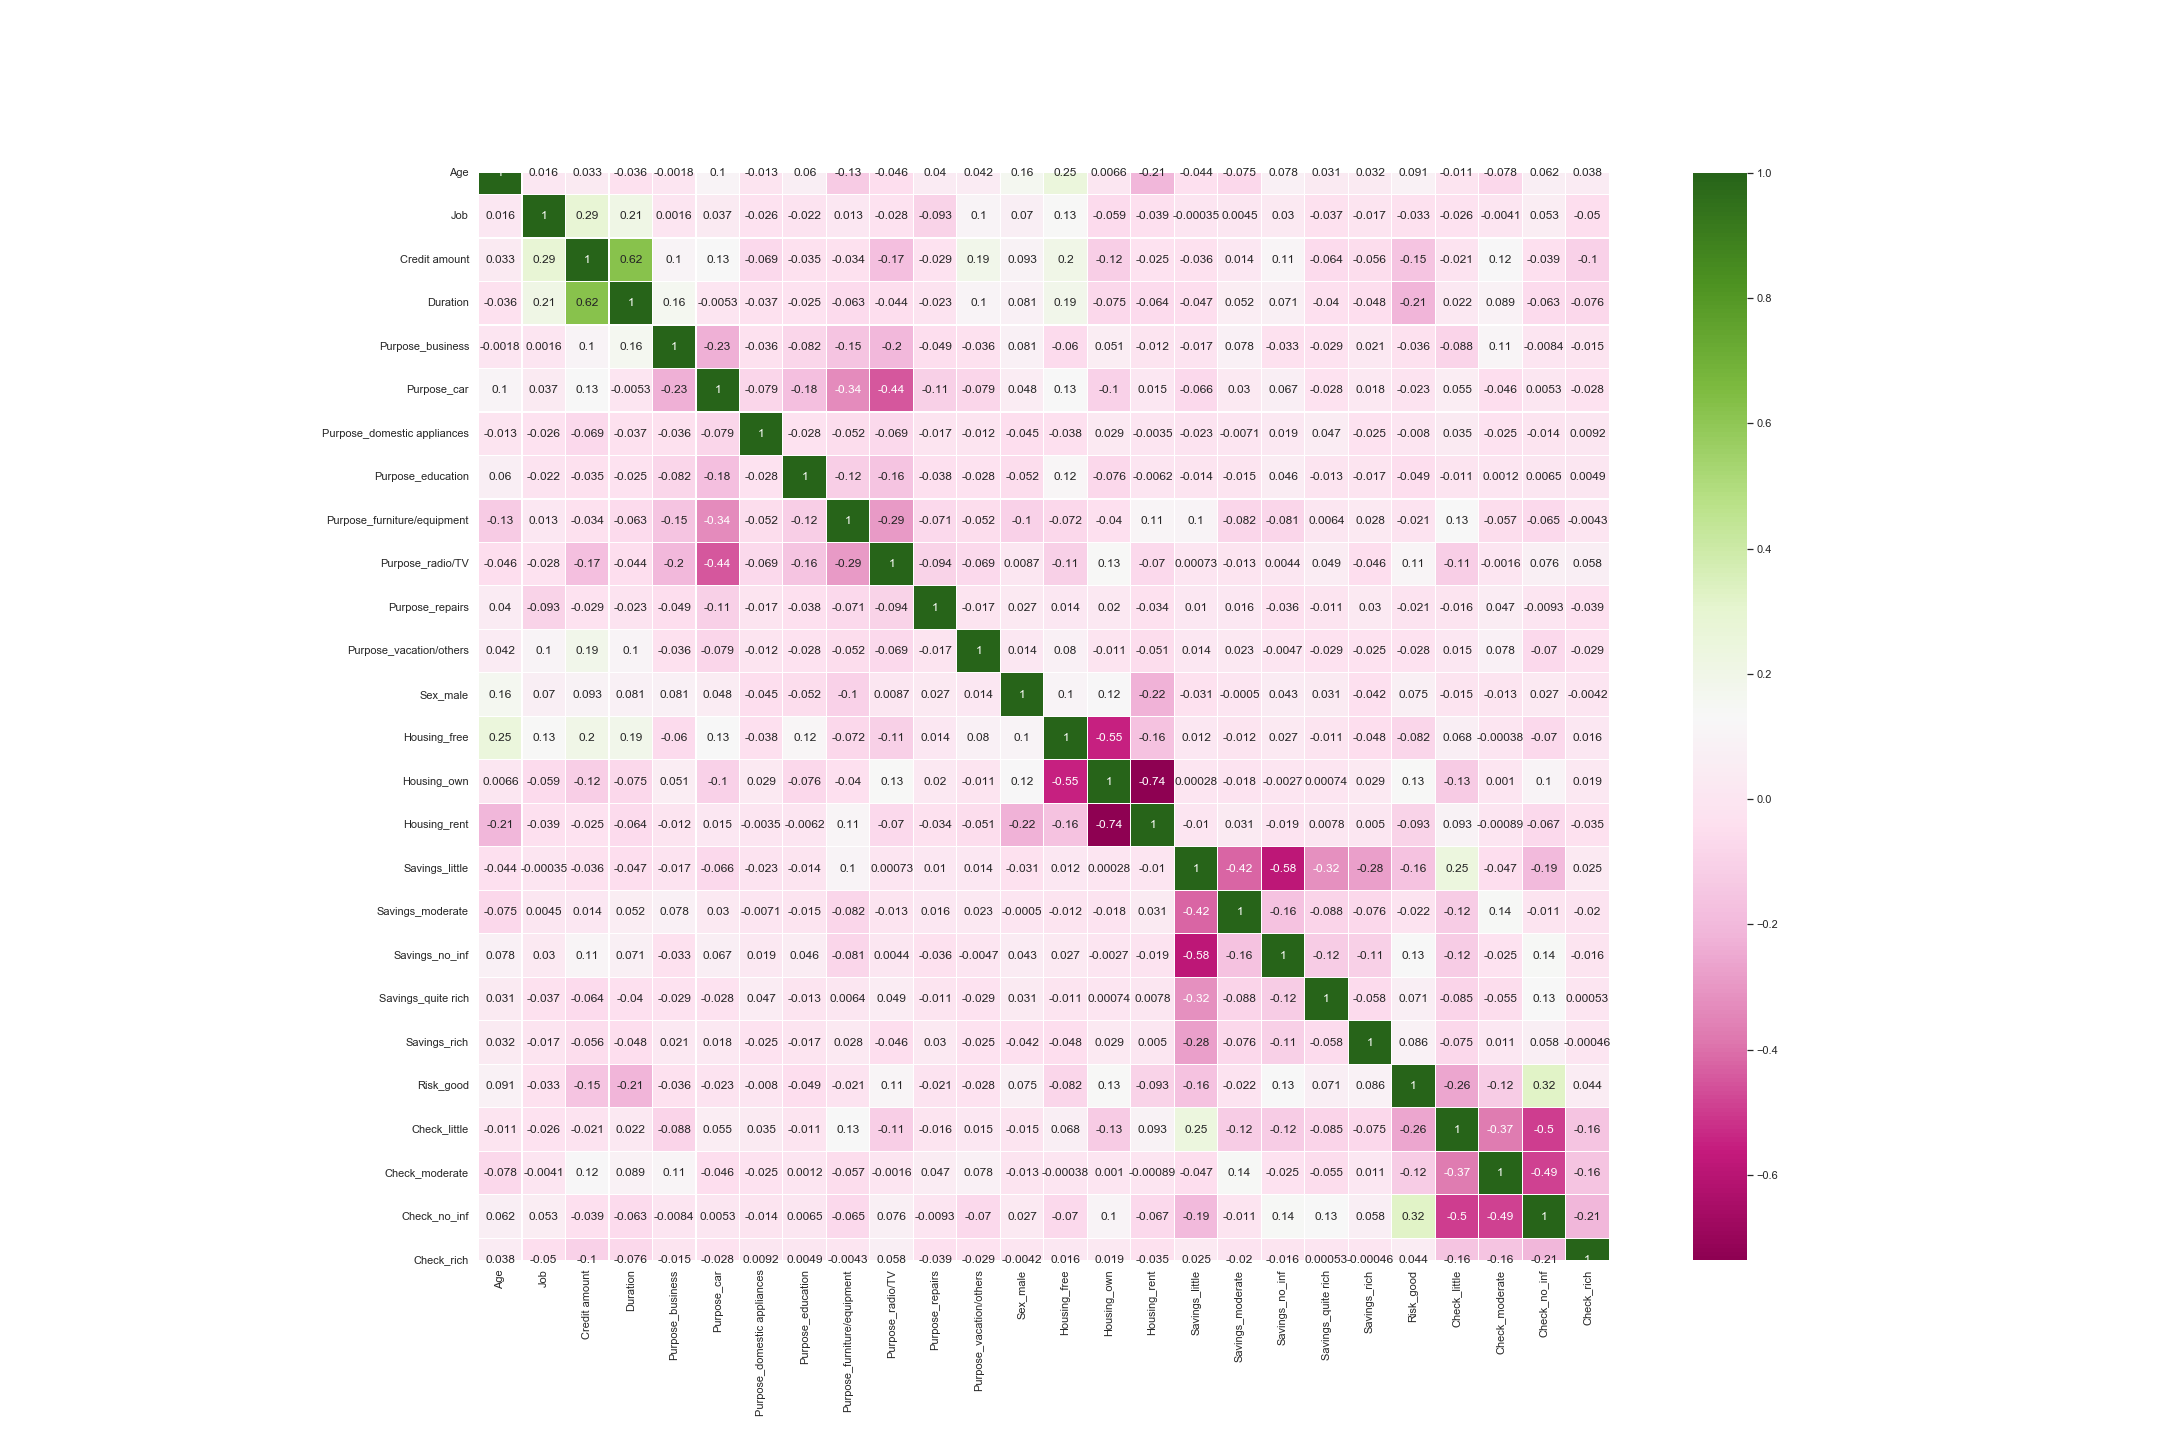 Age 1 0.016 0.033 -0.036 -0.0018 0.1 -0.013 0.06 -0.13 -0.046 0.04 0.042 0.16 0.25 0.0066 -0.21 -0.044 -0.075 0.078 0.031 0.032 0.091 -0.011 -0.078 0.062 0.038 1.0
Job 0.016 1 0.29 0.21 0.0016 0.037 -0.026 -0.022 0.013 -0.028 -0.093 0.1 0.07 0.13 -0.059 -0.039 -0.00035 0.0045 0.03 -0.037 -0.017 -0.033 -0.026 -0.0041 0.053 -0.05
Credit amount 0.033 0.29 1 0.62 0.1 0.13 -0.069 -0.035 -0.034 -0.17 -0.029 0.19 0.093 0.2 -0.12 -0.025 -0.036 0.014 0.11 -0.064 -0.056 -0.15 -0.021 0.12 -0.039 -0.1
Duration -0.036 0.21 0.62 1 0.16 -0.0053 -0.037 -0.025 -0.063 -0.044 -0.023 0.1 0.081 0.19 -0.075 -0.064 -0.047 0.052 0.071 -0.04 -0.048 -0.21 0.022 0.089 -0.063 -0.076 0.8
Purpose_business -0.0018 0.0016 0.1 0.16 1 -0.23 -0.036 -0.082 -0.15 -0.2 -0.049 -0.036 0.081 -0.06 0.051 -0.012 -0.017 0.078 -0.033 -0.029 0.021 -0.036 -0.088 0.11 -0.0084 -0.015
Purpose_car 0.1 0.037 0.13 -0.0053 -0.23 1 -0.079 -0.18 -0.34 -0.44 -0.11 -0.079 0.048 0.13 -0.1 0.015 -0.066 0.03 0.067 -0.028 0.018 -0.023 0.055 -0.046 0.0053 -0.028
Purpose_domestic appliances -0.013 -0.026 -0.069 -0.037 -0.036 -0.079 1 -0.028 -0.052 -0.069 -0.017 -0.012 -0.045 -0.038 0.029 -0.0035 -0.023 -0.0071 0.019 0.047 -0.025 -0.008 0.035 -0.025 -0.014 0.0092 0.6
Purpose_education 0.06 -0.022 -0.035 -0.025 -0.082 -0.18 -0.028 1 -0.12 -0.16 -0.038 -0.028 -0.052 0.12 -0.076 -0.0062 -0.014 -0.015 0.046 -0.013 -0.017 -0.049 -0.011 0.0012 0.0065 0.0049
Purpose_furniture/equipment -0.13 0.013 -0.034 -0.063 -0.15 -0.34 -0.052 -0.12 1 -0.29 -0.071 -0.052 -0.1 -0.072 -0.04 0.11 0.1 -0.082 -0.081 0.0064 0.028 -0.021 0.13 -0.057 -0.065 -0.0043
Purpose_radio/TV -0.046 -0.028 -0.17 -0.044 -0.2 -0.44 -0.069 -0.16 -0.29 1 -0.094 -0.069 0.0087 -0.11 0.13 -0.07 0.00073 -0.013 0.0044 0.049 -0.046 0.11 -0.11 -0.0016 0.076 0.058 0.4
Purpose_repairs 0.04 -0.093 -0.029 -0.023 -0.049 -0.11 -0.017 -0.038 -0.071 -0.094 1 -0.017 0.027 0.014 0.02 -0.034 0.01 0.016 -0.036 -0.011 0.03 -0.021 -0.016 0.047 -0.0093 -0.039
Purpose_vacation/others 0.042 0.1 0.19 0.1 -0.036 -0.079 -0.012 -0.028 -0.052 -0.069 -0.017 1 0.014 0.08 -0.011 -0.051 0.014 0.023 -0.0047 -0.029 -0.025 -0.028 0.015 0.078 -0.07 -0.029
Sex_male 0.16 0.07 0.093 0.081 0.081 0.048 -0.045 -0.052 -0.1 0.0087 0.027 0.014 1 0.1 0.12 -0.22 -0.031 -0.0005 0.043 0.031 -0.042 0.075 -0.015 -0.013 0.027 -0.0042 0.2
Housing_free 0.25 0.13 0.2 0.19 -0.06 0.13 -0.038 0.12 -0.072 -0.11 0.014 0.08 0.1 1 -0.55 -0.16 0.012 -0.012 0.027 -0.011 -0.048 -0.082 0.068 -0.00038 -0.07 0.016
Housing_own 0.0066 -0.059 -0.12 -0.075 0.051 -0.1 0.029 -0.076 -0.04 0.13 0.02 -0.011 0.12 -0.55 1 -0.74 0.00028 -0.018 -0.0027 0.00074 0.029 0.13 -0.13 0.001 0.1 0.019 0.0
Housing_rent -0.21 -0.039 -0.025 -0.064 -0.012 0.015 -0.0035 -0.0062 0.11 -0.07 -0.034 -0.051 -0.22 -0.16 -0.74 1 -0.01 0.031 -0.019 0.0078 0.005 -0.093 0.093 -0.00089 -0.067 -0.035
Savings_little -0.044 -0.00035 -0.036 -0.047 -0.017 -0.066 -0.023 -0.014 0.1 0.00073 0.01 0.014 -0.031 0.012 0.00028 -0.01 1 -0.42 -0.58 -0.32 -0.28 -0.16 0.25 -0.047 -0.19 0.025
Savings_moderate -0.075 0.0045 0.014 0.052 0.078 0.03 -0.0071 -0.015 -0.082 -0.013 0.016 0.023 -0.0005 -0.012 -0.018 0.031 -0.42 1 -0.16 -0.088 -0.076 -0.022 -0.12 0.14 -0.011 -0.02 −0.2
Savings_no_inf 0.078 0.03 0.11 0.071 -0.033 0.067 0.019 0.046 -0.081 0.0044 -0.036 -0.0047 0.043 0.027 -0.0027 -0.019 -0.58 -0.16 1 -0.12 -0.11 0.13 -0.12 -0.025 0.14 -0.016
Savings_quite rich 0.031 -0.037 -0.064 -0.04 -0.029 -0.028 0.047 -0.013 0.0064 0.049 -0.011 -0.029 0.031 -0.011 0.00074 0.0078 -0.32 -0.088 -0.12 1 -0.058 0.071 -0.085 -0.055 0.13 0.00053
Savings_rich 0.032 -0.017 -0.056 -0.048 0.021 0.018 -0.025 -0.017 0.028 -0.046 0.03 -0.025 -0.042 -0.048 0.029 0.005 -0.28 -0.076 -0.11 -0.058 1 0.086 -0.075 0.011 0.058 -0.00046 −0.4
Risk_good 0.091 -0.033 -0.15 -0.21 -0.036 -0.023 -0.008 -0.049 -0.021 0.11 -0.021 -0.028 0.075 -0.082 0.13 -0.093 -0.16 -0.022 0.13 0.071 0.086 1 -0.26 -0.12 0.32 0.044
Check_little -0.011 -0.026 -0.021 0.022 -0.088 0.055 0.035 -0.011 0.13 -0.11 -0.016 0.015 -0.015 0.068 -0.13 0.093 0.25 -0.12 -0.12 -0.085 -0.075 -0.26 1 -0.37 -0.5 -0.16
Check_moderate -0.078 -0.0041 0.12 0.089 0.11 -0.046 -0.025 0.0012 -0.057 -0.0016 0.047 0.078 -0.013 -0.00038 0.001 -0.00089 -0.047 0.14 -0.025 -0.055 0.011 -0.12 -0.37 1 -0.49 -0.16 −0.6
Check_no_inf 0.062 0.053 -0.039 -0.063 -0.0084 0.0053 -0.014 0.0065 -0.065 0.076 -0.0093 -0.07 0.027 -0.07 0.1 -0.067 -0.19 -0.011 0.14 0.13 0.058 0.32 -0.5 -0.49 1 -0.21
Check_rich 0.038 -0.05 -0.1 -0.076 -0.015 -0.028 0.0092 0.0049 -0.0043 0.058 -0.039 -0.029 -0.0042 0.016 0.019 -0.035 0.025 -0.02 -0.016 0.00053 -0.00046 0.044 -0.16 -0.16 -0.21 1
Age
Job
Credit amount
Duration
Purpose_business
Purpose_car
Purpose_domestic appliances
Purpose_education
Purpose_furniture/equipment
Purpose_radio/TV
Purpose_repairs
Purpose_vacation/others
Sex_male
Housing_free
Housing_own
Housing_rent
Savings_little
Savings_moderate
Savings_no_inf
Savings_quite rich
Savings_rich
Risk_good
Check_little
Check_moderate
Check_no_inf
Check_rich